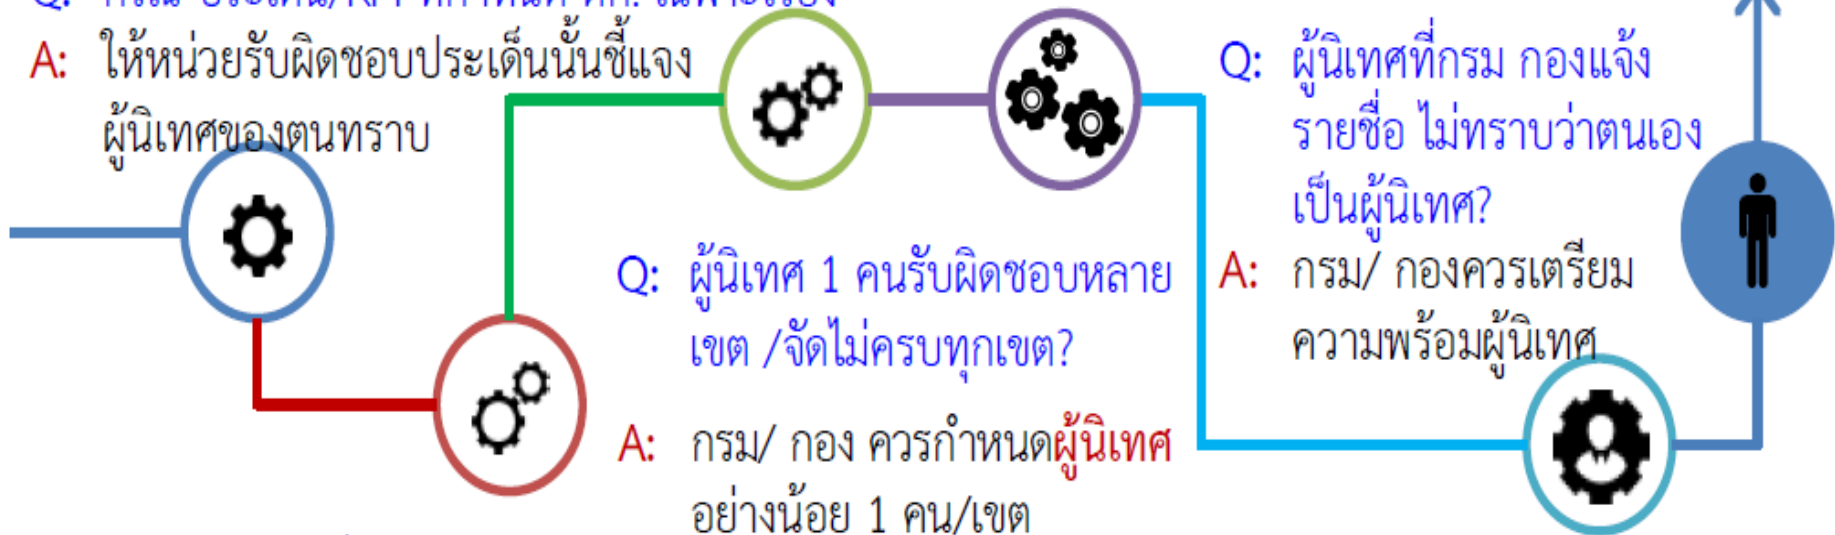 A: ให้หน่วยรับผิดชอบประเด็นนั้นชี้แจง
ผู้นิเทศของตนทราบ
Q: ผู้นิเทศ 1 คนรับผิดชอบหลาย
เขต /จัดไม่ครบทุกเขต?
A: กรม/ กอง ควรกำหนดผู้นิเทศ
อย่างน้อย 1 คน/เขต
Q: ผู้นิเทศที่กรม กองแจ้ง
รายชื่อ ไม่ทราบว่าตนเอง
เป็นผู้นิเทศ?
A: กรม/ กองควรเตรียม
ความพร้อมผู้นิเทศ